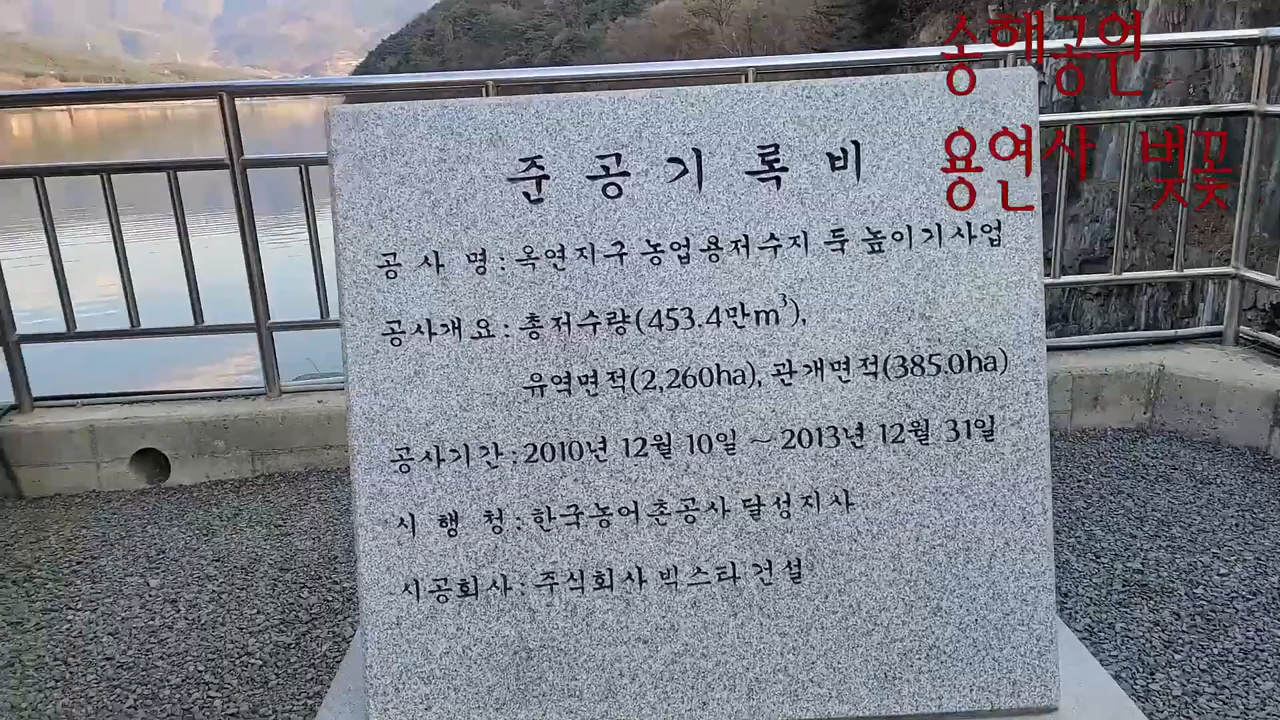 송해공원
용연사 벚꽃
준공기록비
공 사 명 : 옥연지구 농업용저수지 둑 높이기사업
공사개요 : 총저수량(453.4만m³),
유역면적(2,260ha), 관개면적(385.0ha)
공사기간 : 2010년 12월 10일 ~ 2013년 12월 31일
시 행 청 : 한국농어촌공사 달성지사
시공회사 : 주식회사 빅스타건설